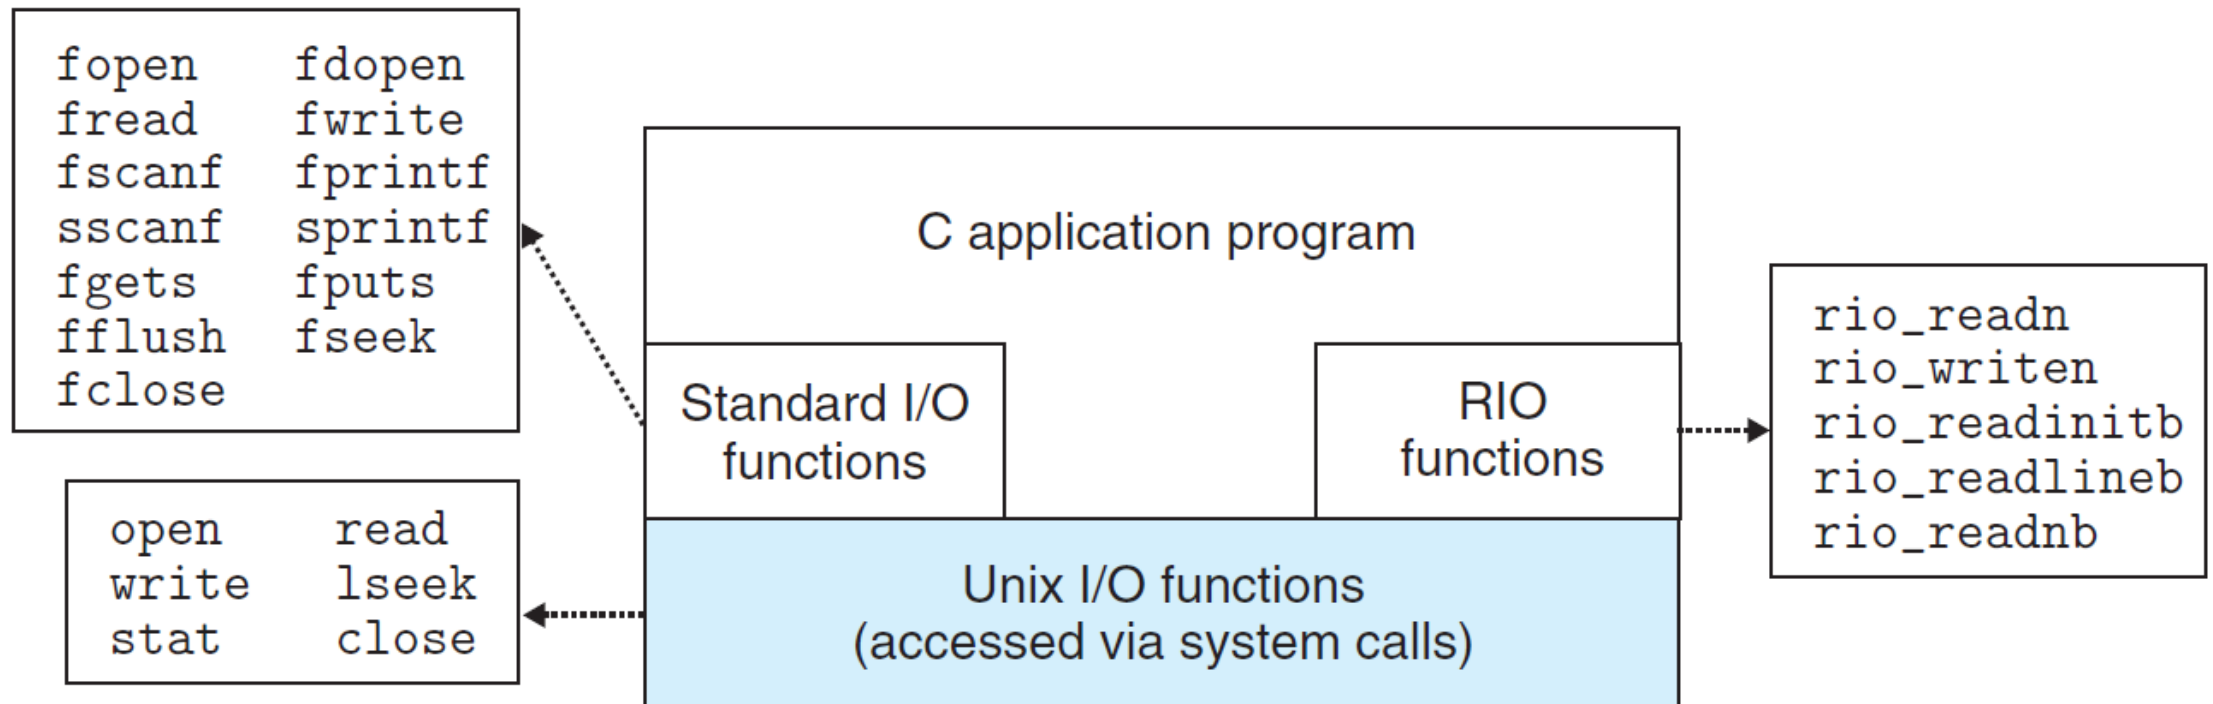 fopen fdopen
fread fwrite
fscanf fprintf
sscanf sprintf
fgets fputs
fflush fseek
fclose
open read
write lseek
stat close
C application program
Standard I/O
functions
RIO
functions
Unix I/O functions
(accessed via system calls)
rio_readn
rio_writen
rio_readinitb
rio_readlineb
rio_readnb